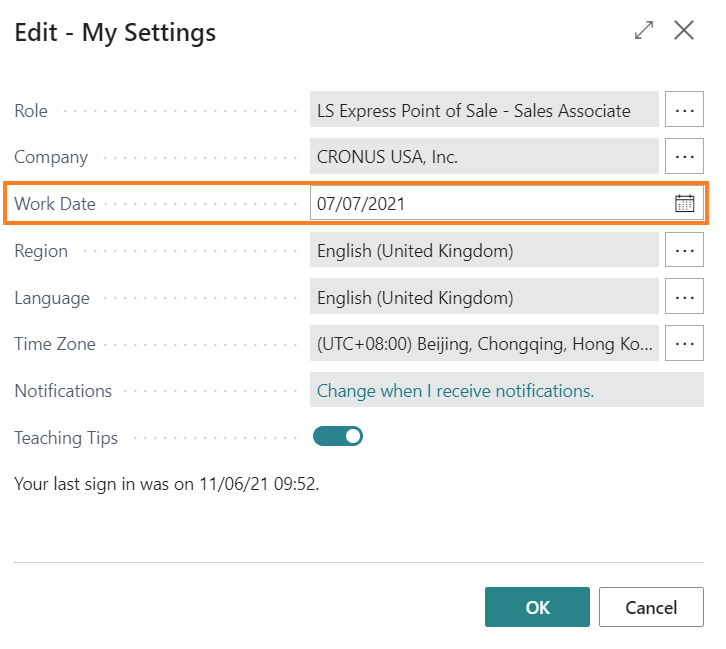 Edit - My Settings
Role LS Express Point of Sale - Sales Associate ...
Company CRONUS USA, Inc. ...
Work Date 07/07/2021
Region English (United Kingdom) ...
Language English (United Kingdom) ...
Time Zone (UTC+08:00) Beijing, Chongqing, Hong Ko... ...
Notifications Change when I receive notifications.
Teaching Tips
Your last sign in was on 11/06/21 09:52.
OK Cancel